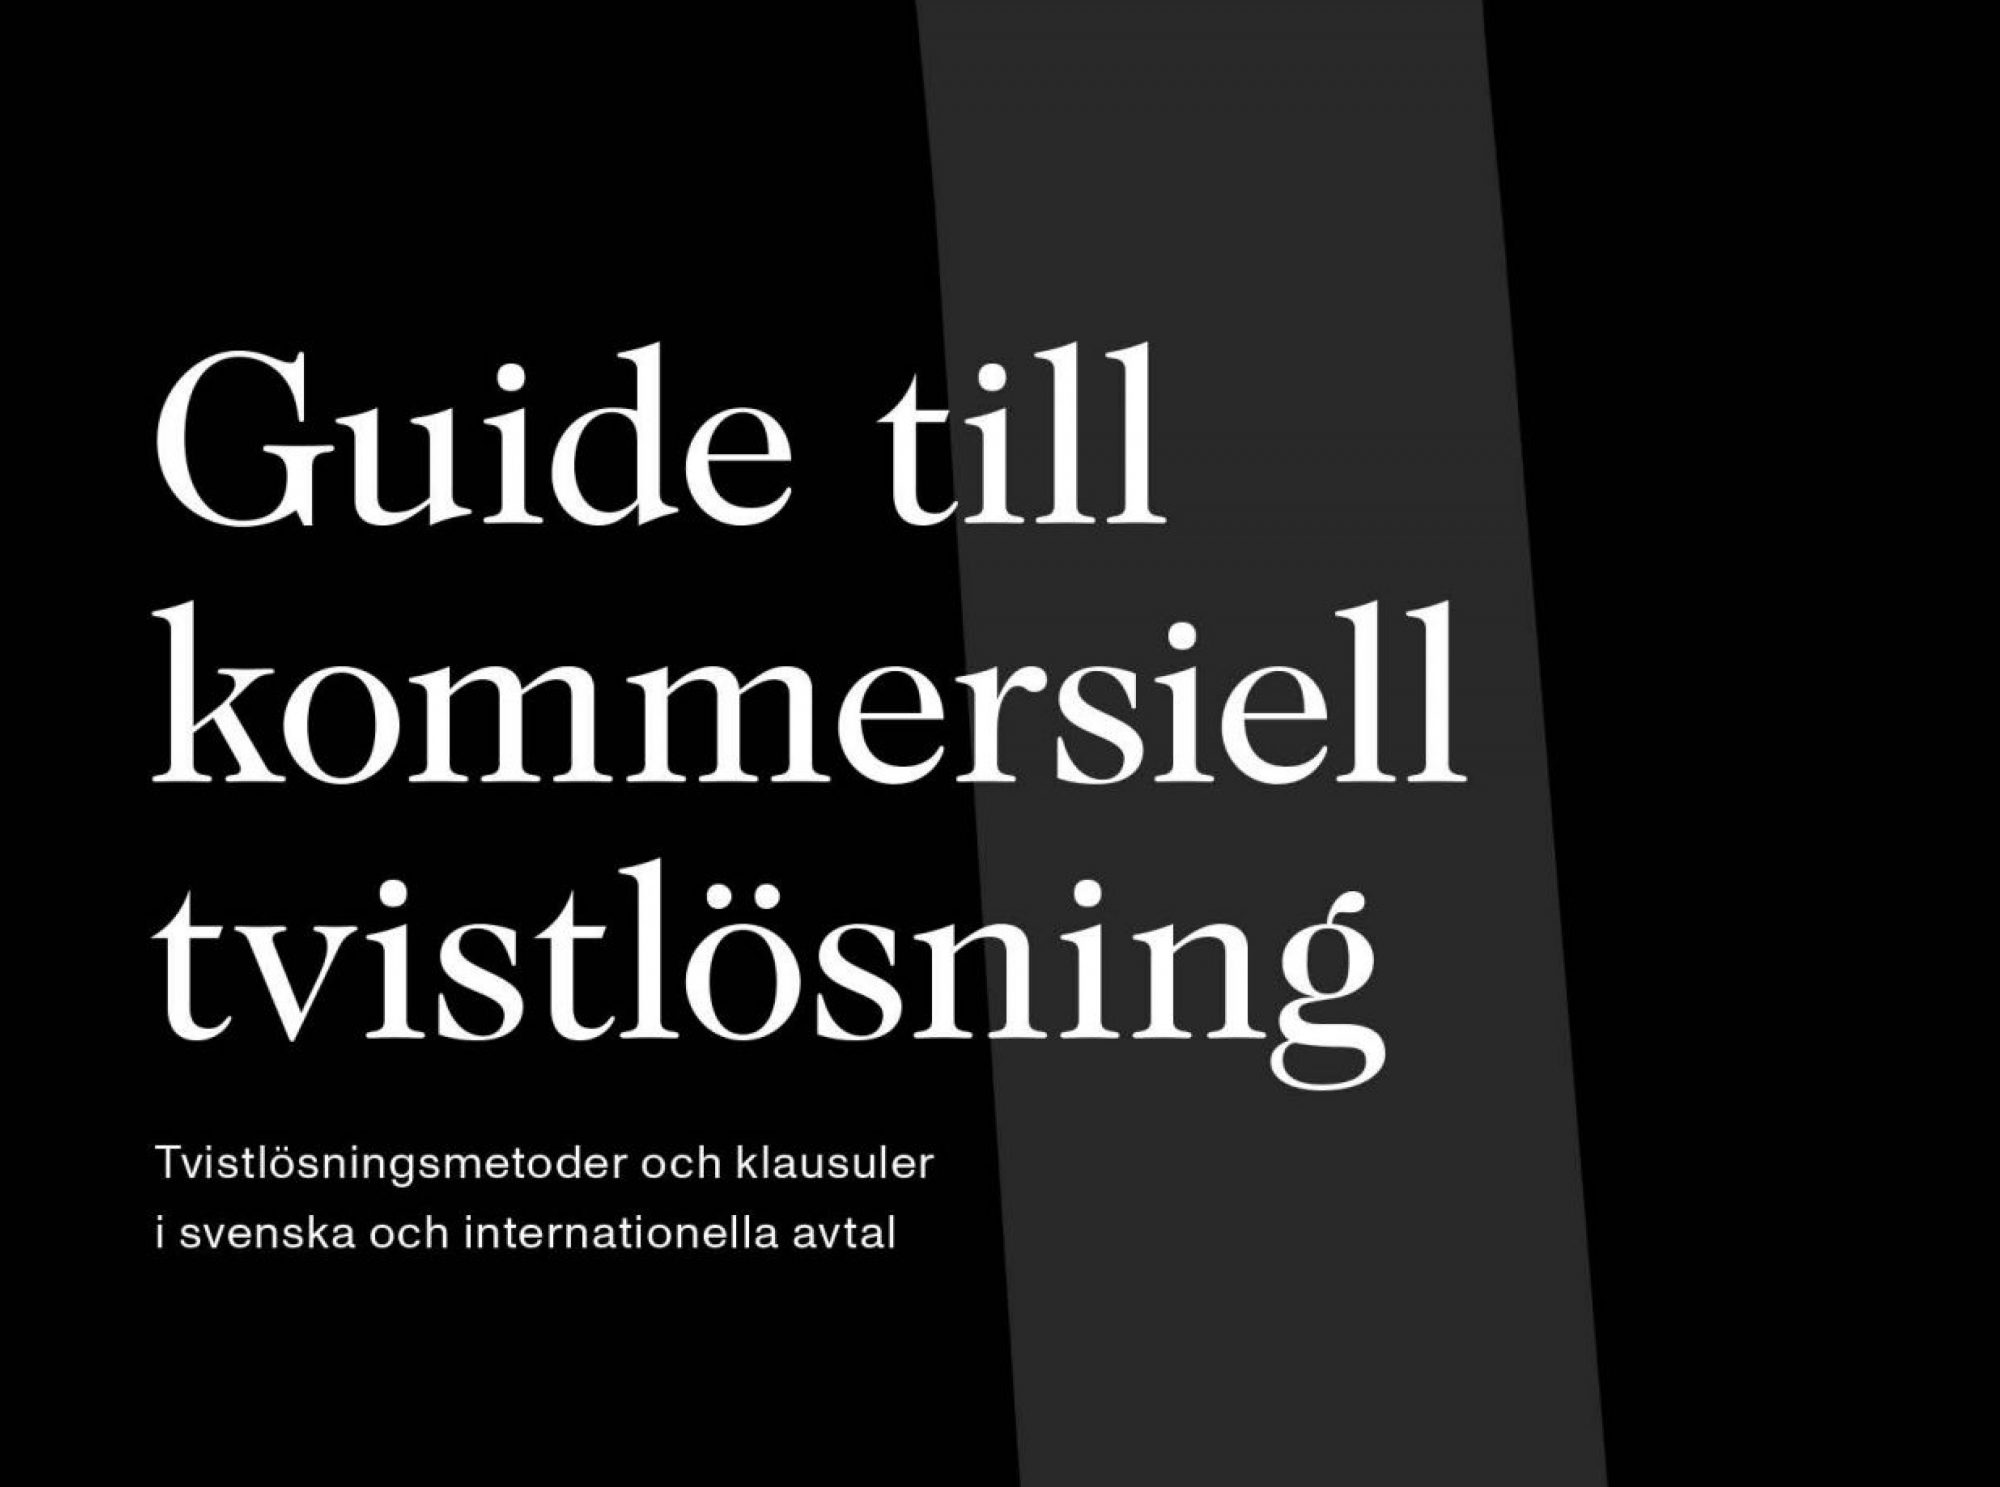 Guide till
kommersiell
tvistlösning
Tvistlösningsmetoder och klausuler
i svenska och internationella avtal